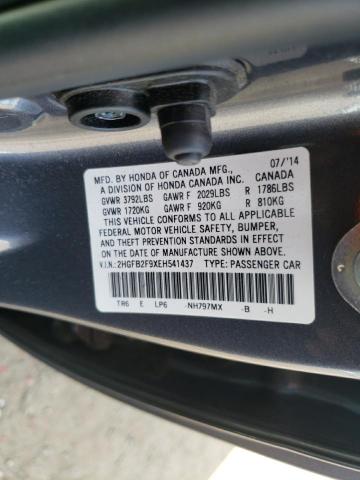 07/'14
MFD. BY HONDA OF CANADA MFG.,
A DIVISION OF HONDA CANADA INC. CANADA
GVWR 3792LBS GAWR F 2029LBS R 1786LBS
GVWR 1720KG GAWR F 920KG R 810KG
THIS VEHICLE CONFORMS TO ALL APPLICABLE
FEDERAL MOTOR VEHICLE SAFETY, BUMPER,
AND THEFT PREVENTION STANDARDS IN EFFECT
ON THE DATE OF MANUFACTURE SHOWN ABOVE.
V.I.N.:2HGFB2F9XEH541437 TYPE: PASSENGER CAR
TR6 E LP6 -NH797MX -B -H